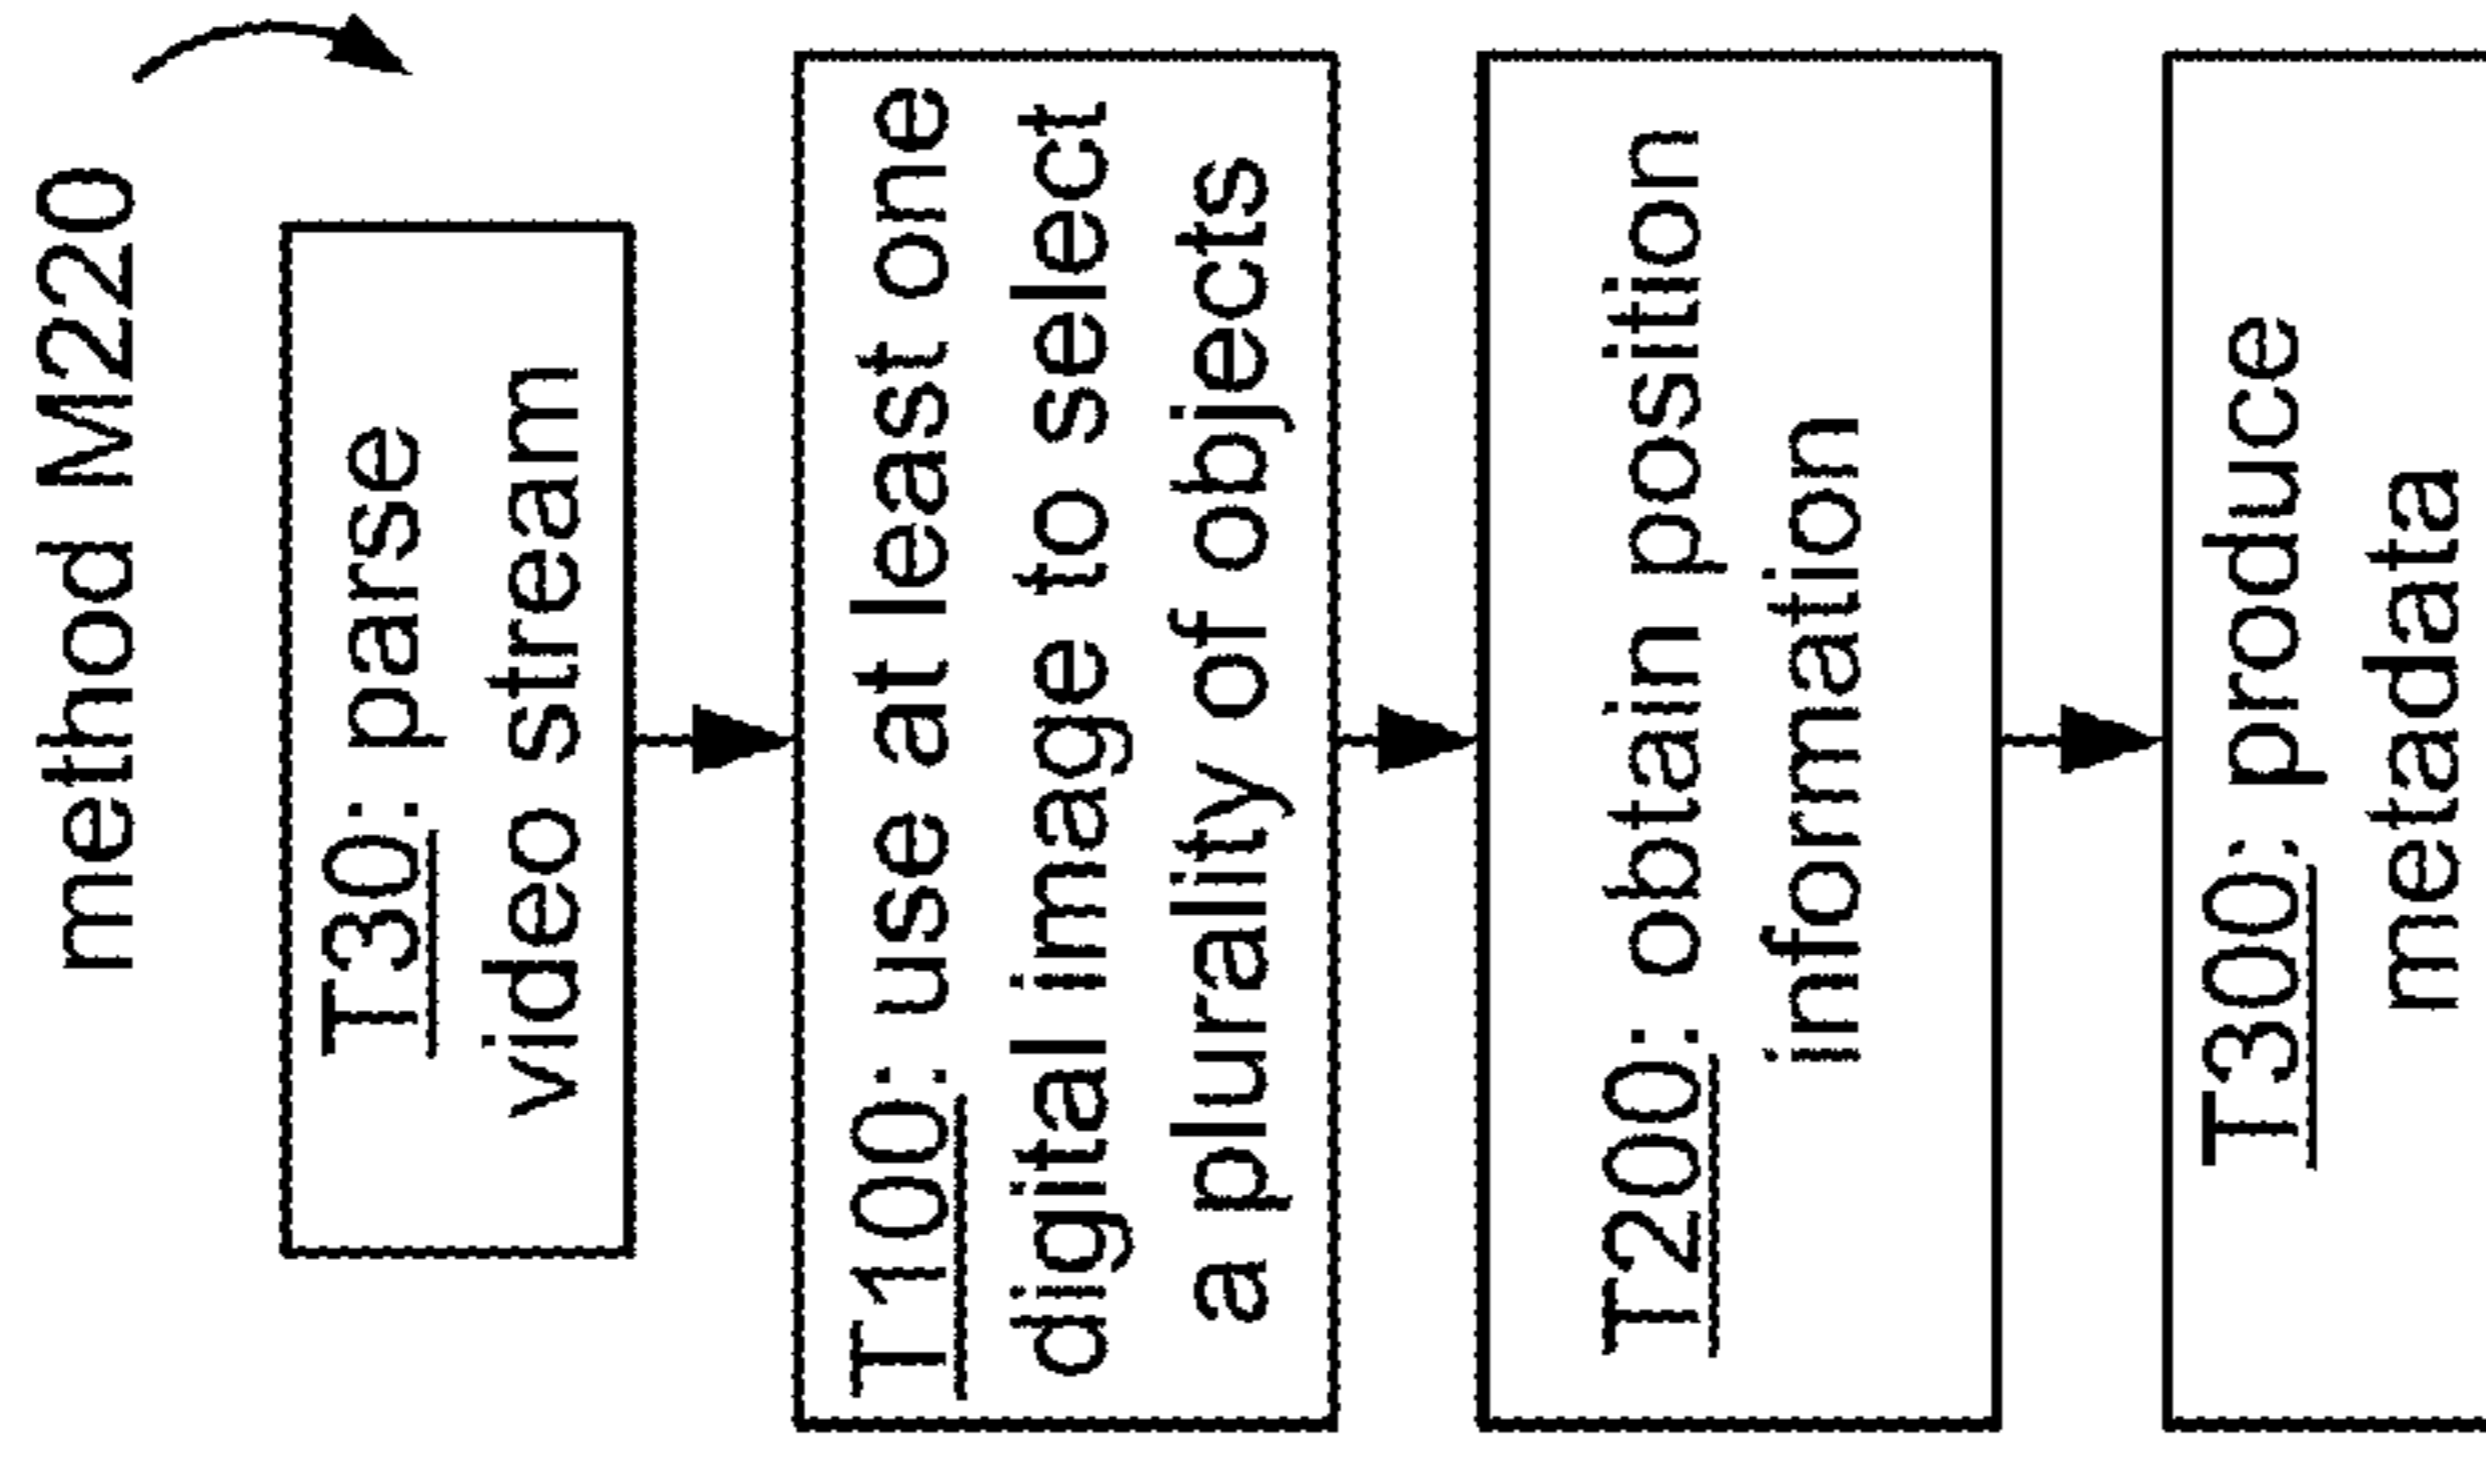 method M220
T30: parse
video stream
T100: use at least one
digital image to select
a plurality of objects
T200: obtain position
information
T300: produce
metadata